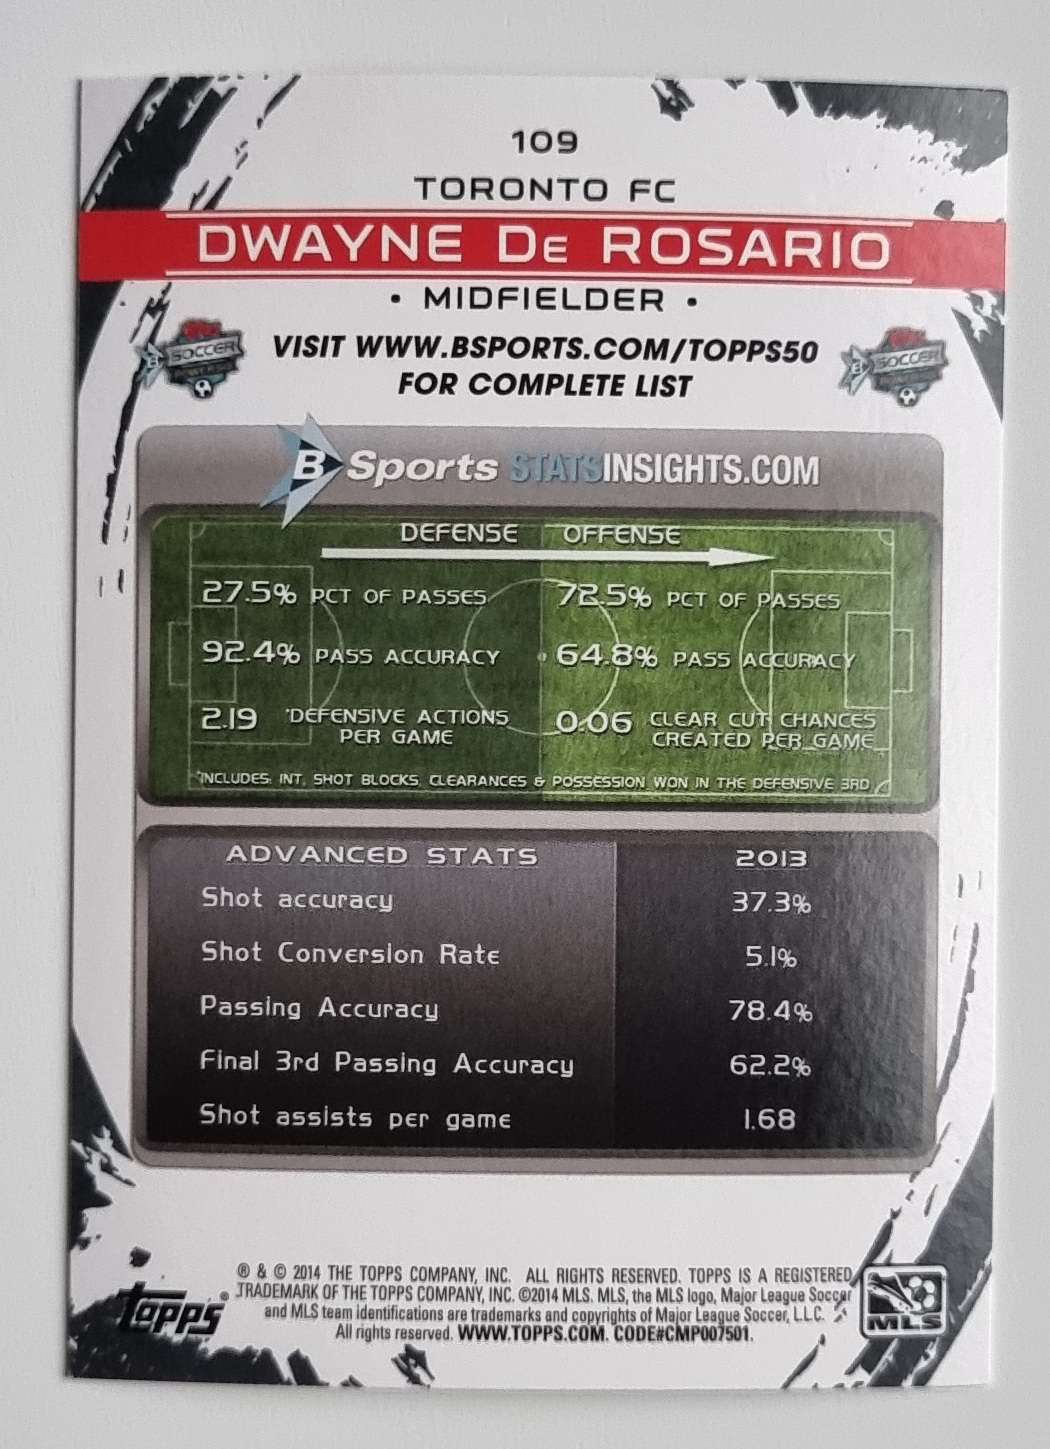 109
TORONTO FC
DWAYNE DE ROSARIO
• MIDFIELDER •
VISIT WWW.BSPORTS.COM/TOPPS50
FOR COMPLETE LIST
SOCCER
SOCCER
B Sports STATSINSIGHTS.COM
DEFENSE OFFENSE
27.5% PCT OF PASSES 72.5% PCT OF PASSES
92.4% PASS ACCURACY 64.8% PASS ACCURACY
2.19 *DEFENSIVE ACTIONS PER GAME 0.06 CLEAR CUT CHANCES CREATED PER GAME
*INCLUDES: INT, SHOT BLOCKS, CLEARANCES & POSSESSION WON IN THE DEFENSIVE 3RD
ADVANCED STATS 2013
Shot accuracy 37.3%
Shot Conversion Rate 5.1%
Passing Accuracy 78.4%
Final 3rd Passing Accuracy 62.2%
Shot assists per game 1.68
® & © 2014 THE TOPPS COMPANY, INC. ALL RIGHTS RESERVED. TOPPS IS A REGISTERED
TRADEMARK OF THE TOPPS COMPANY, INC. ©2014 MLS. MLS, the MLS logo, Major League Soccer
and MLS team identifications are trademarks and copyrights of Major League Soccer, L.L.C.
All rights reserved. WWW.TOPPS.COM. CODE#CMP007501.
topps®
MLS